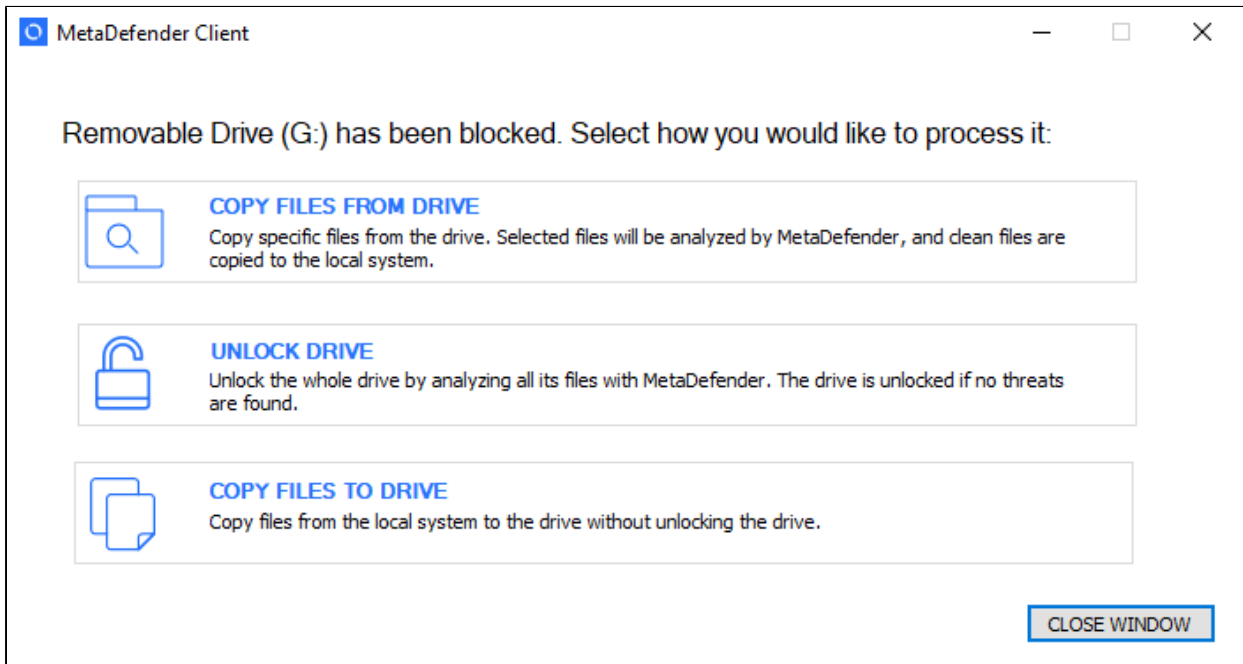 MetaDefender Client
Removable Drive (G:) has been blocked. Select how you would like to process it:
COPY FILES FROM DRIVE
Copy specific files from the drive. Selected files will be analyzed by MetaDefender, and clean files are
copied to the local system.
UNLOCK DRIVE
Unlock the whole drive by analyzing all its files with MetaDefender. The drive is unlocked if no threats
are found.
COPY FILES TO DRIVE
Copy files from the local system to the drive without unlocking the drive.
CLOSE WINDOW